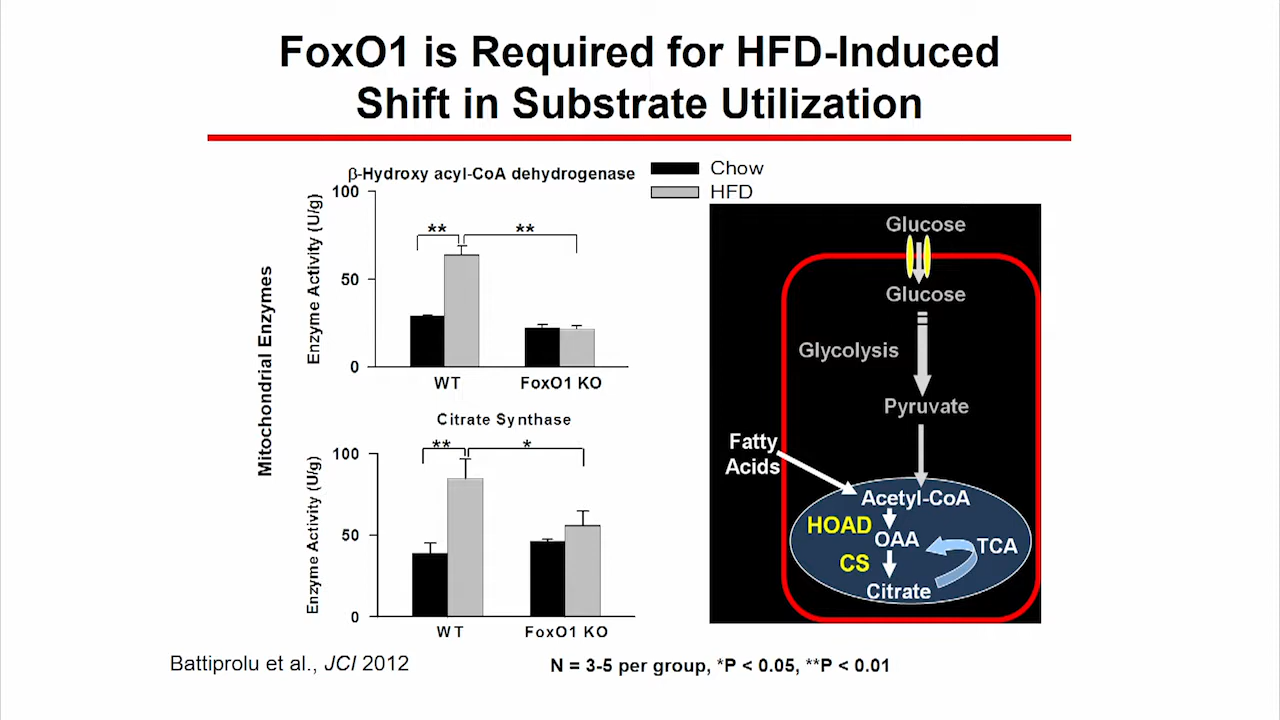 FoxO1 is Required for HFD-Induced
Shift in Substrate Utilization
β-Hydroxy acyl-CoA dehydrogenase
Chow
HFD
Mitochondrial Enzymes
Enzyme Activity (U/g)
100
50
0
**
**
WT
FoxO1 KO
Citrate Synthase
Enzyme Activity (U/g)
100
50
0
**
*
WT
FoxO1 KO
Glucose
Glucose
Glycolysis
Pyruvate
Fatty
Acids
Acetyl-CoA
HOAD
OAA
TCA
CS
Citrate
Battiprolu et al., JCI 2012
N = 3-5 per group, *P < 0.05, **P < 0.01